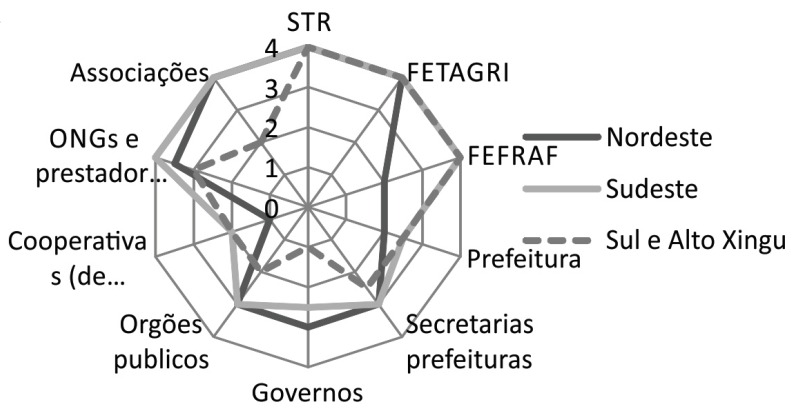 STR
4
3
2
1
0
FETAGRI
FEFRAF
Prefeitura
Secretarias
prefeituras
Governos
Orgões
publicos
Cooperativa
s (de...
ONGs e
prestador...
Associações
Nordeste
Sudeste
Sul e Alto Xingu